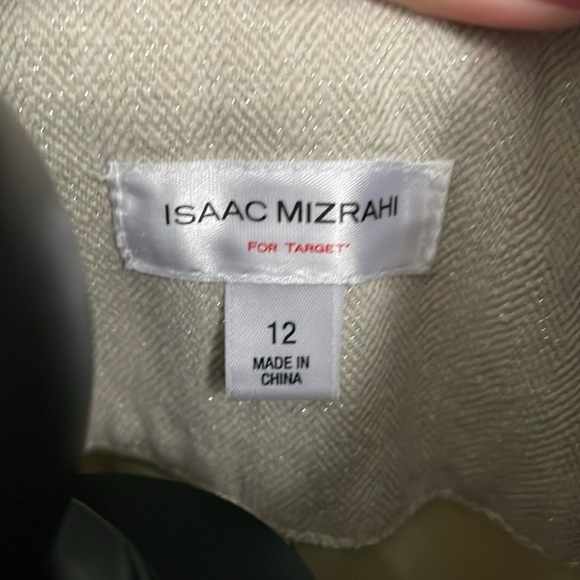 ISAAC MIZRAHI
FOR TARGET*
12
MADE IN
CHINA